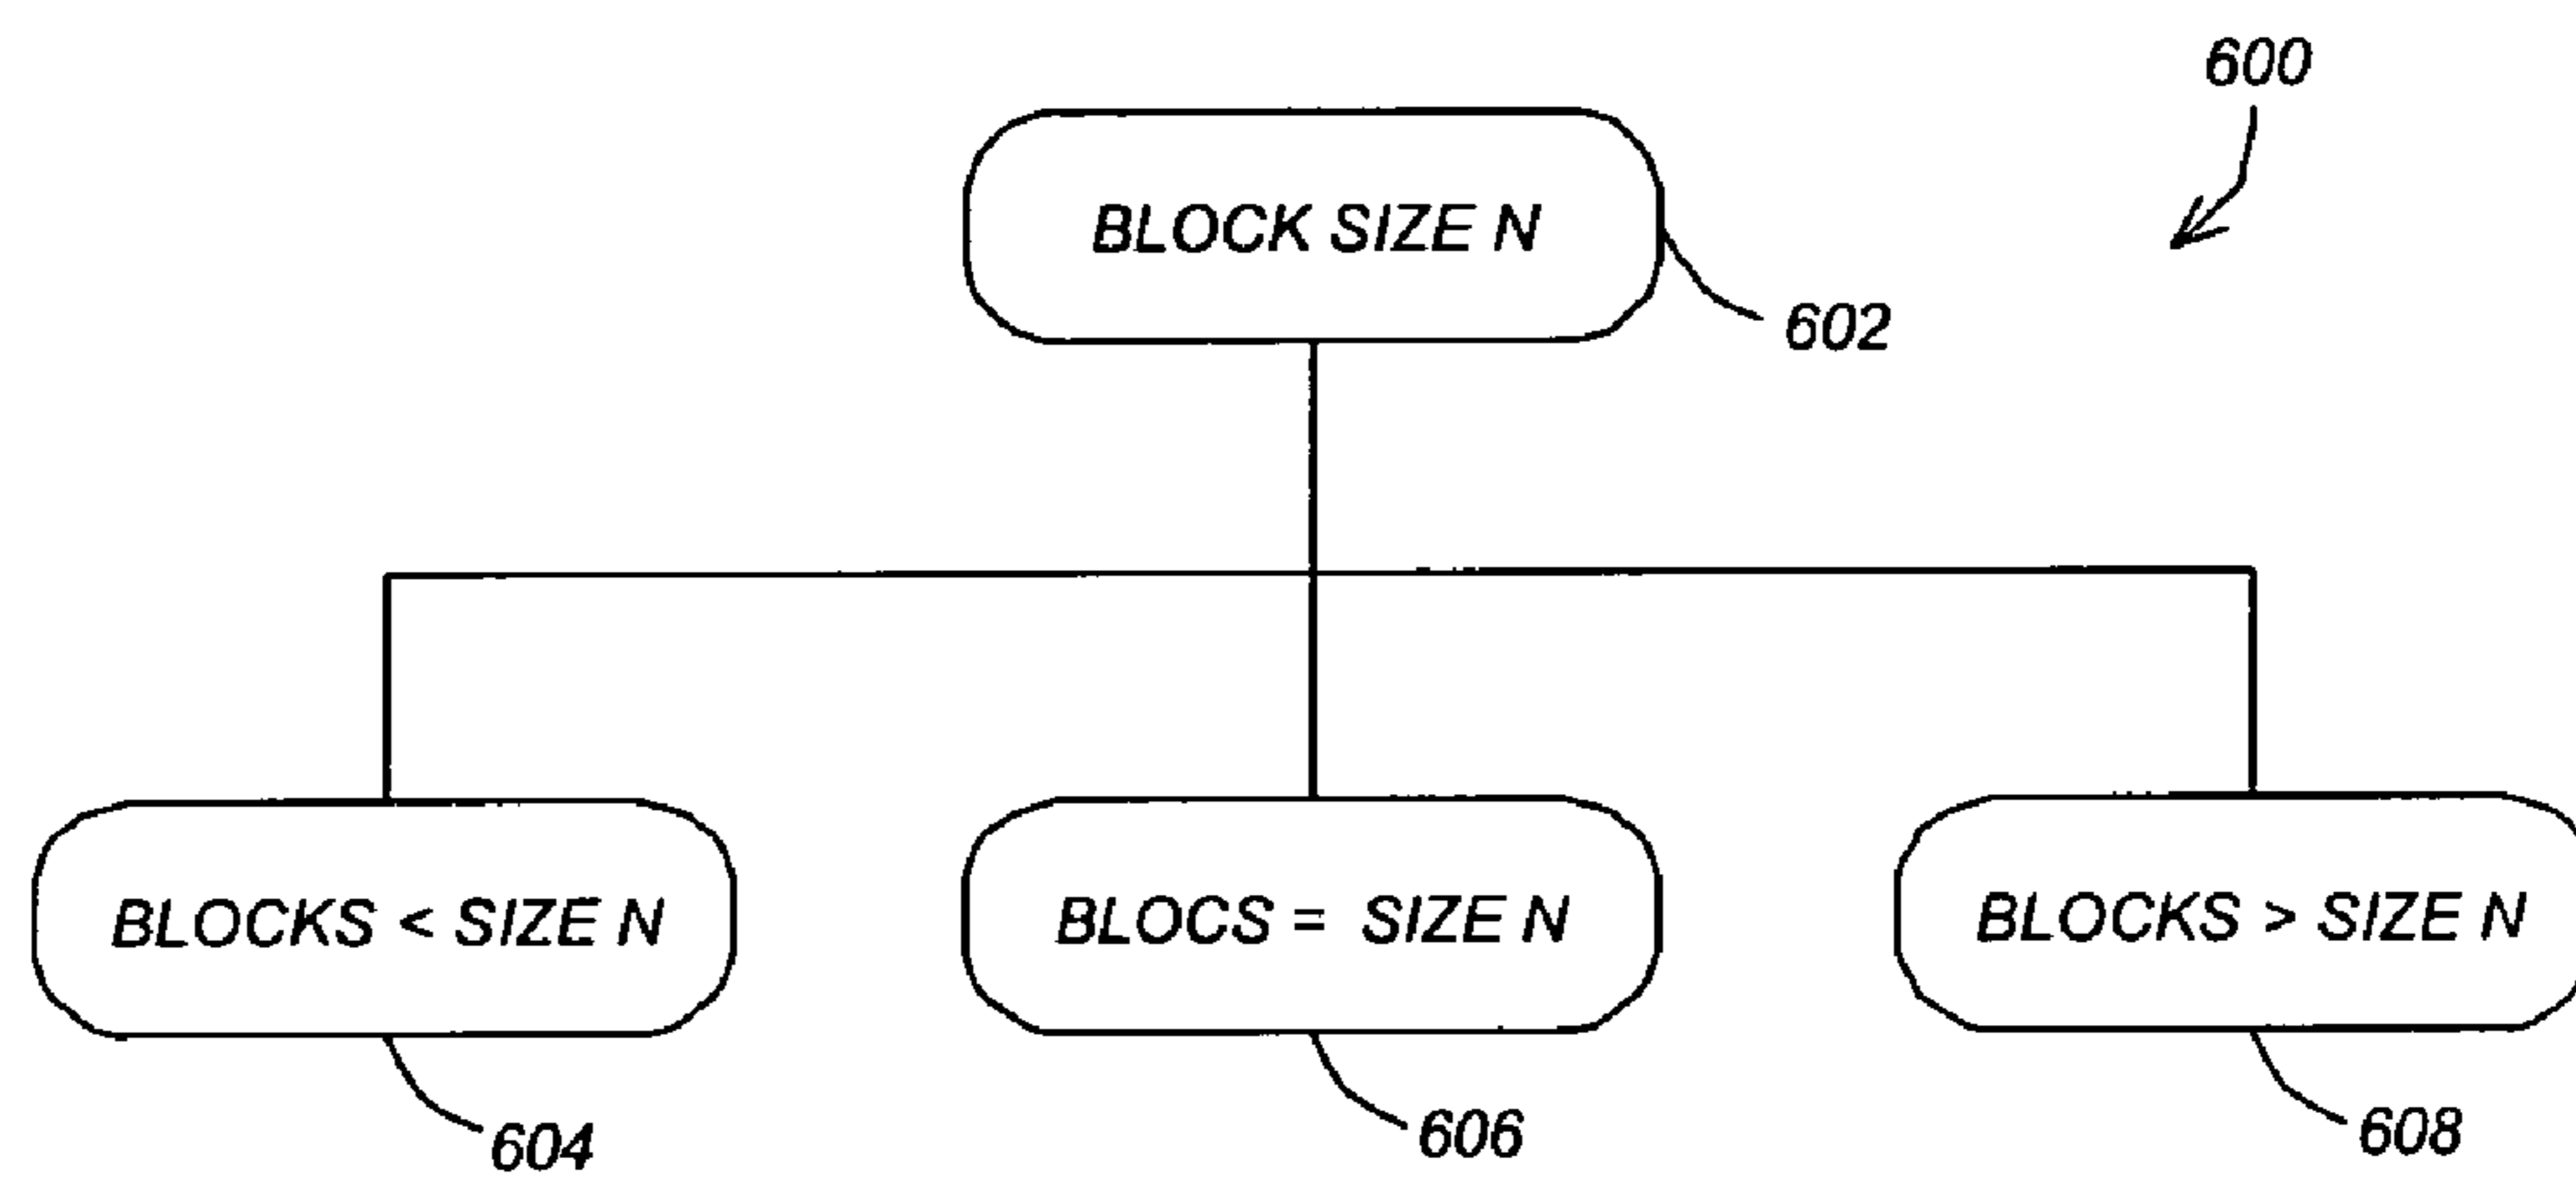 600
BLOCK SIZE N
602
BLOCKS < SIZE N
BLOCS = SIZE N
BLOCKS > SIZE N
604
606
608